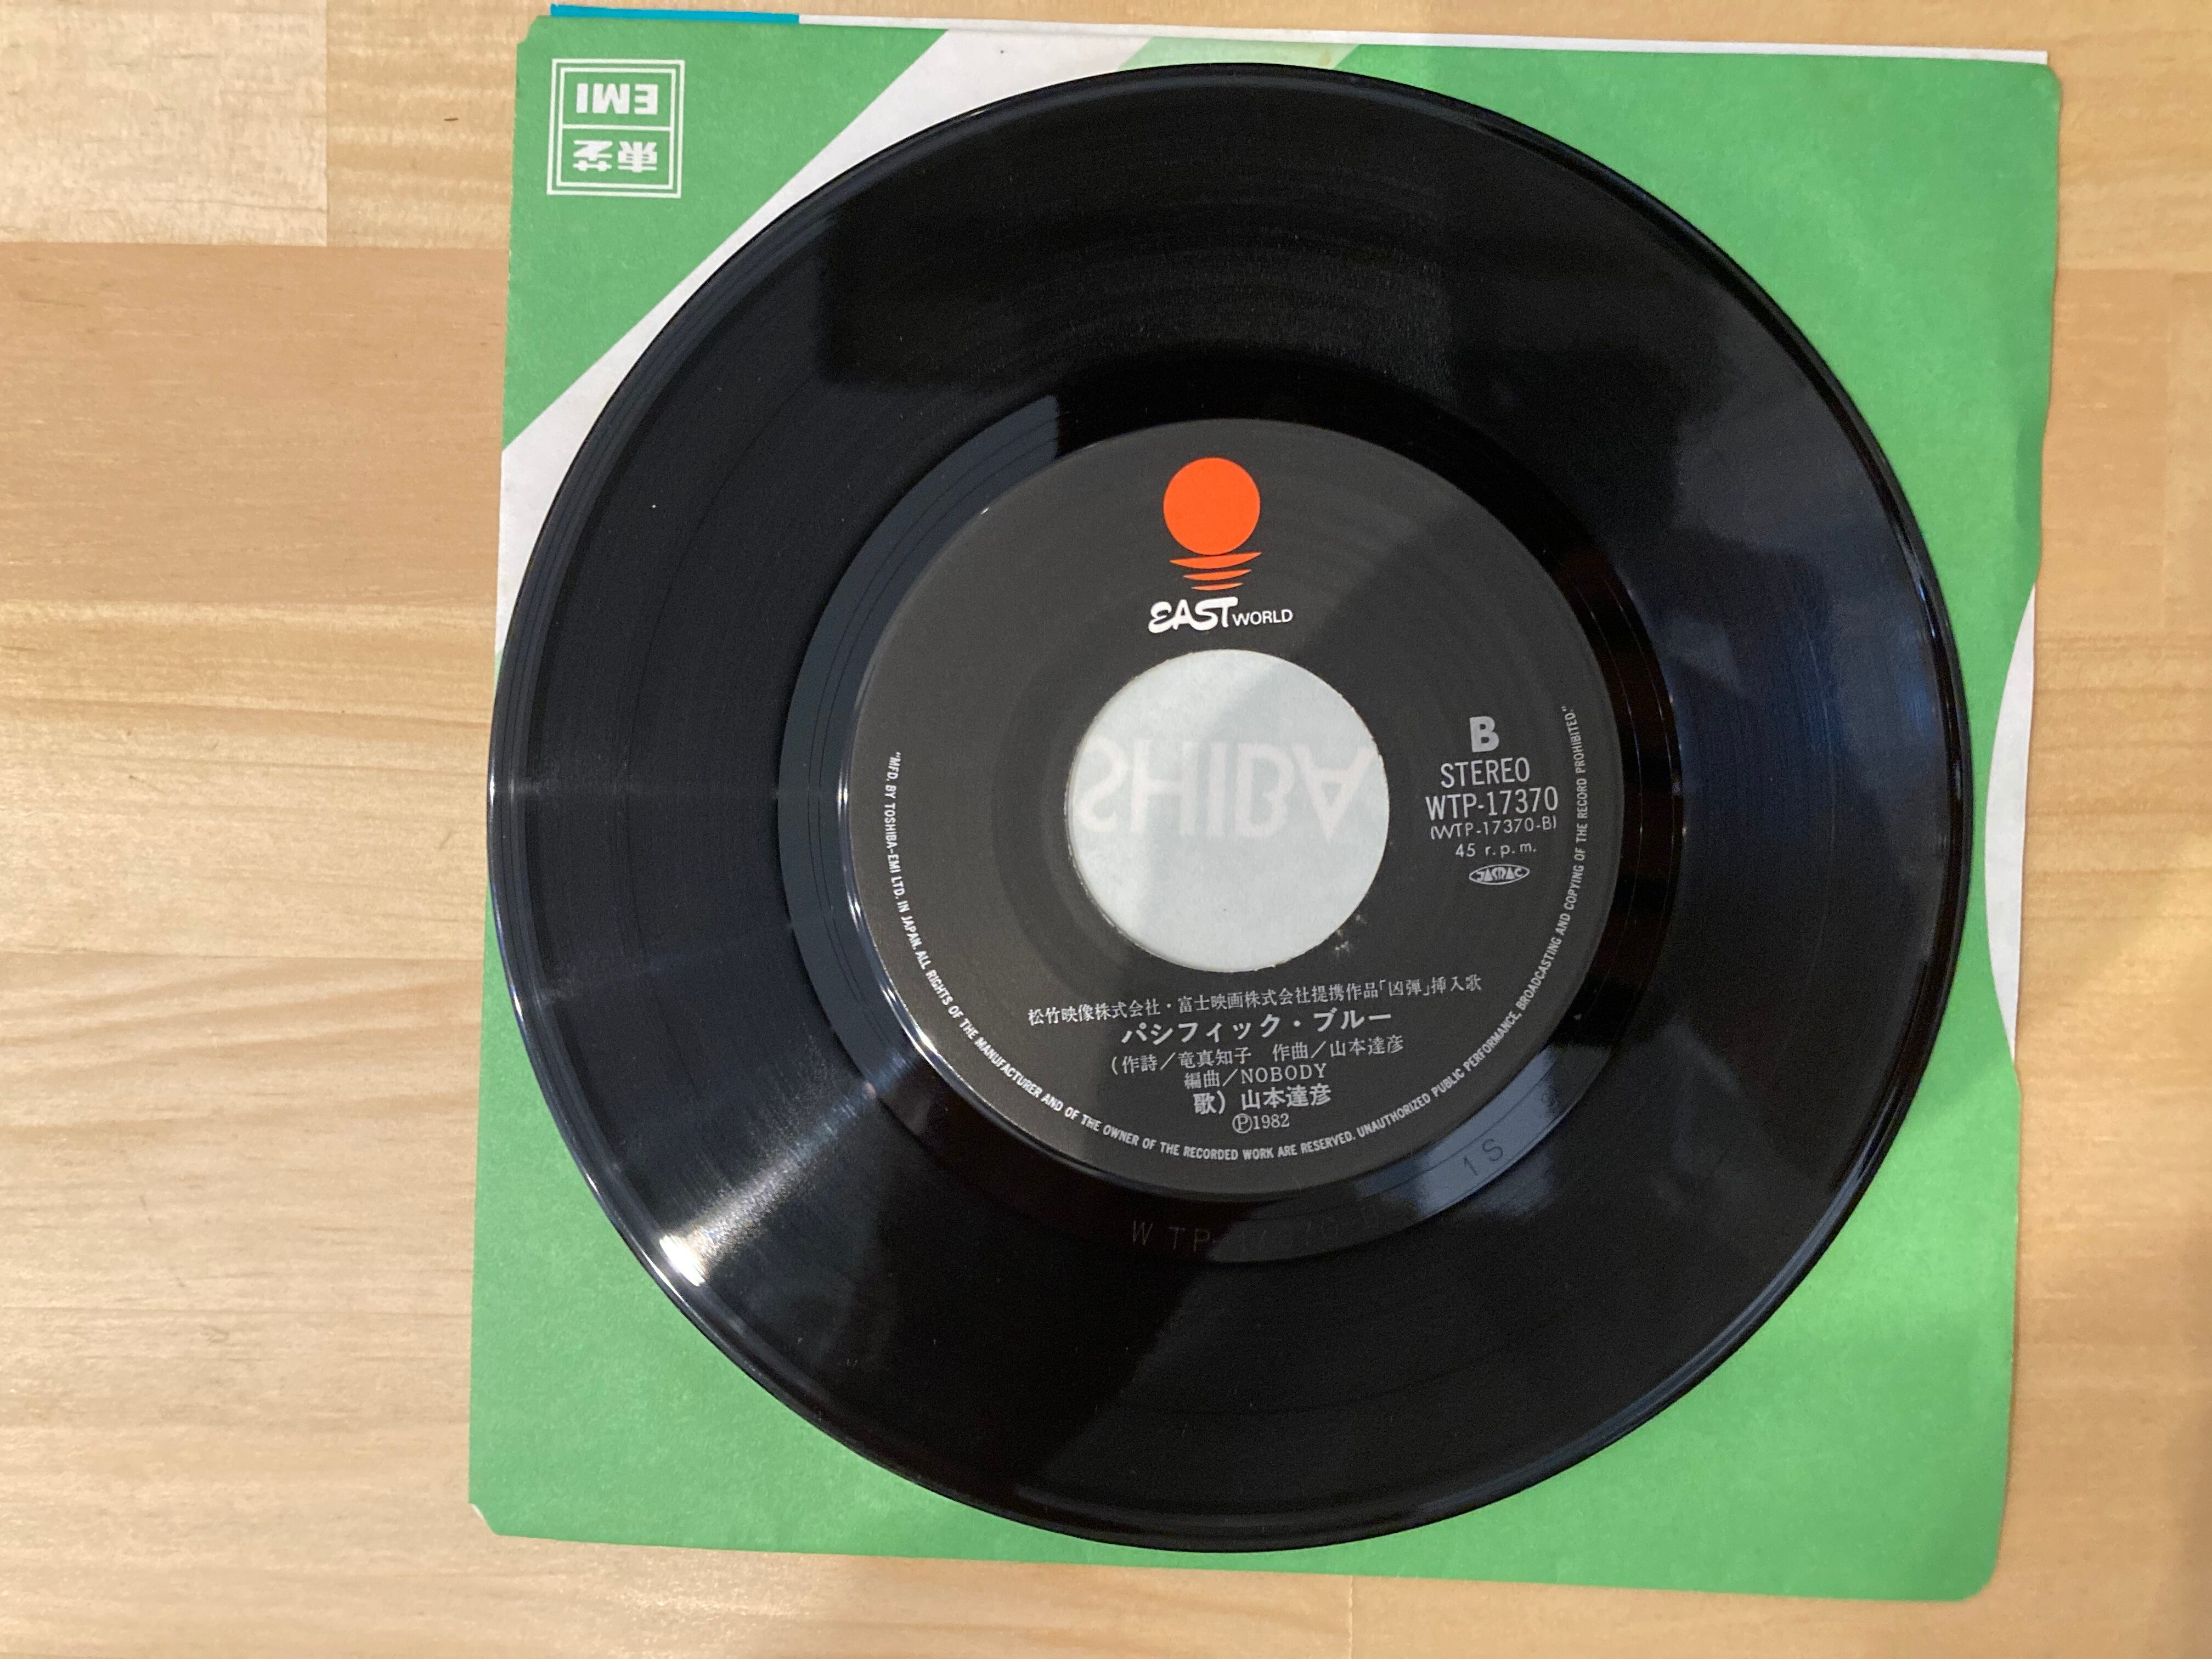 EMI
東芝
EAST WORLD
SHIBA
B
STEREO
WTP-17370
(WTP-17370-B)
45 r.p.m.
JASRAC
松竹映像株式会社・富士映画株式会社提携作品「凶弾」挿入歌
パシフィック・ブルー
(作詩／竜真知子 作曲／山本達彦
編曲／NOBODY
歌) 山本達彦
Ⓟ1982
"MFD. BY TOSHIBA-EMI LTD. IN JAPAN. ALL RIGHTS OF THE MANUFACTURER AND OF THE OWNER OF THE RECORDED WORK ARE RESERVED. UNAUTHORIZED PUBLIC PERFORMANCE, BROADCASTING AND COPYING OF THE RECORD PROHIBITED."
1S
WTP-17370-B